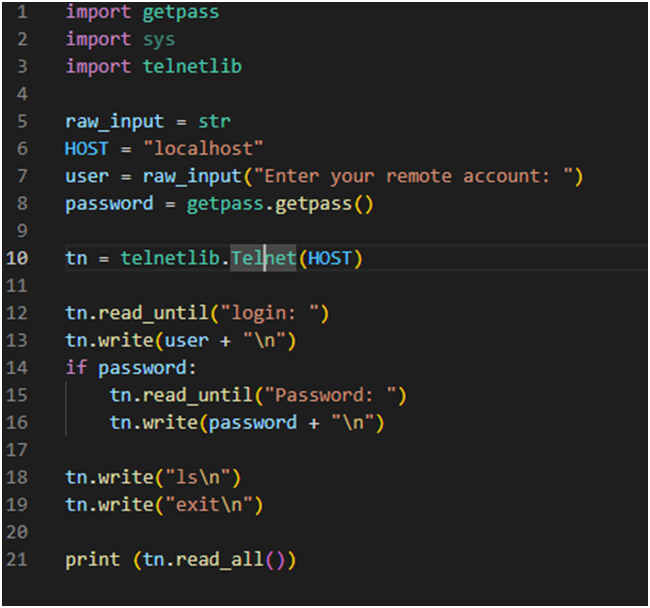 1 import getpass
2 import sys
3 import telnetlib
4
5 raw_input = str
6 HOST = "localhost"
7 user = raw_input("Enter your remote account: ")
8 password = getpass.getpass()
9
10 tn = telnetlib.Telnet(HOST)
11
12 tn.read_until("login: ")
13 tn.write(user + "\n")
14 if password:
15     tn.read_until("Password: ")
16     tn.write(password + "\n")
17
18 tn.write("ls\n")
19 tn.write("exit\n")
20
21 print (tn.read_all())